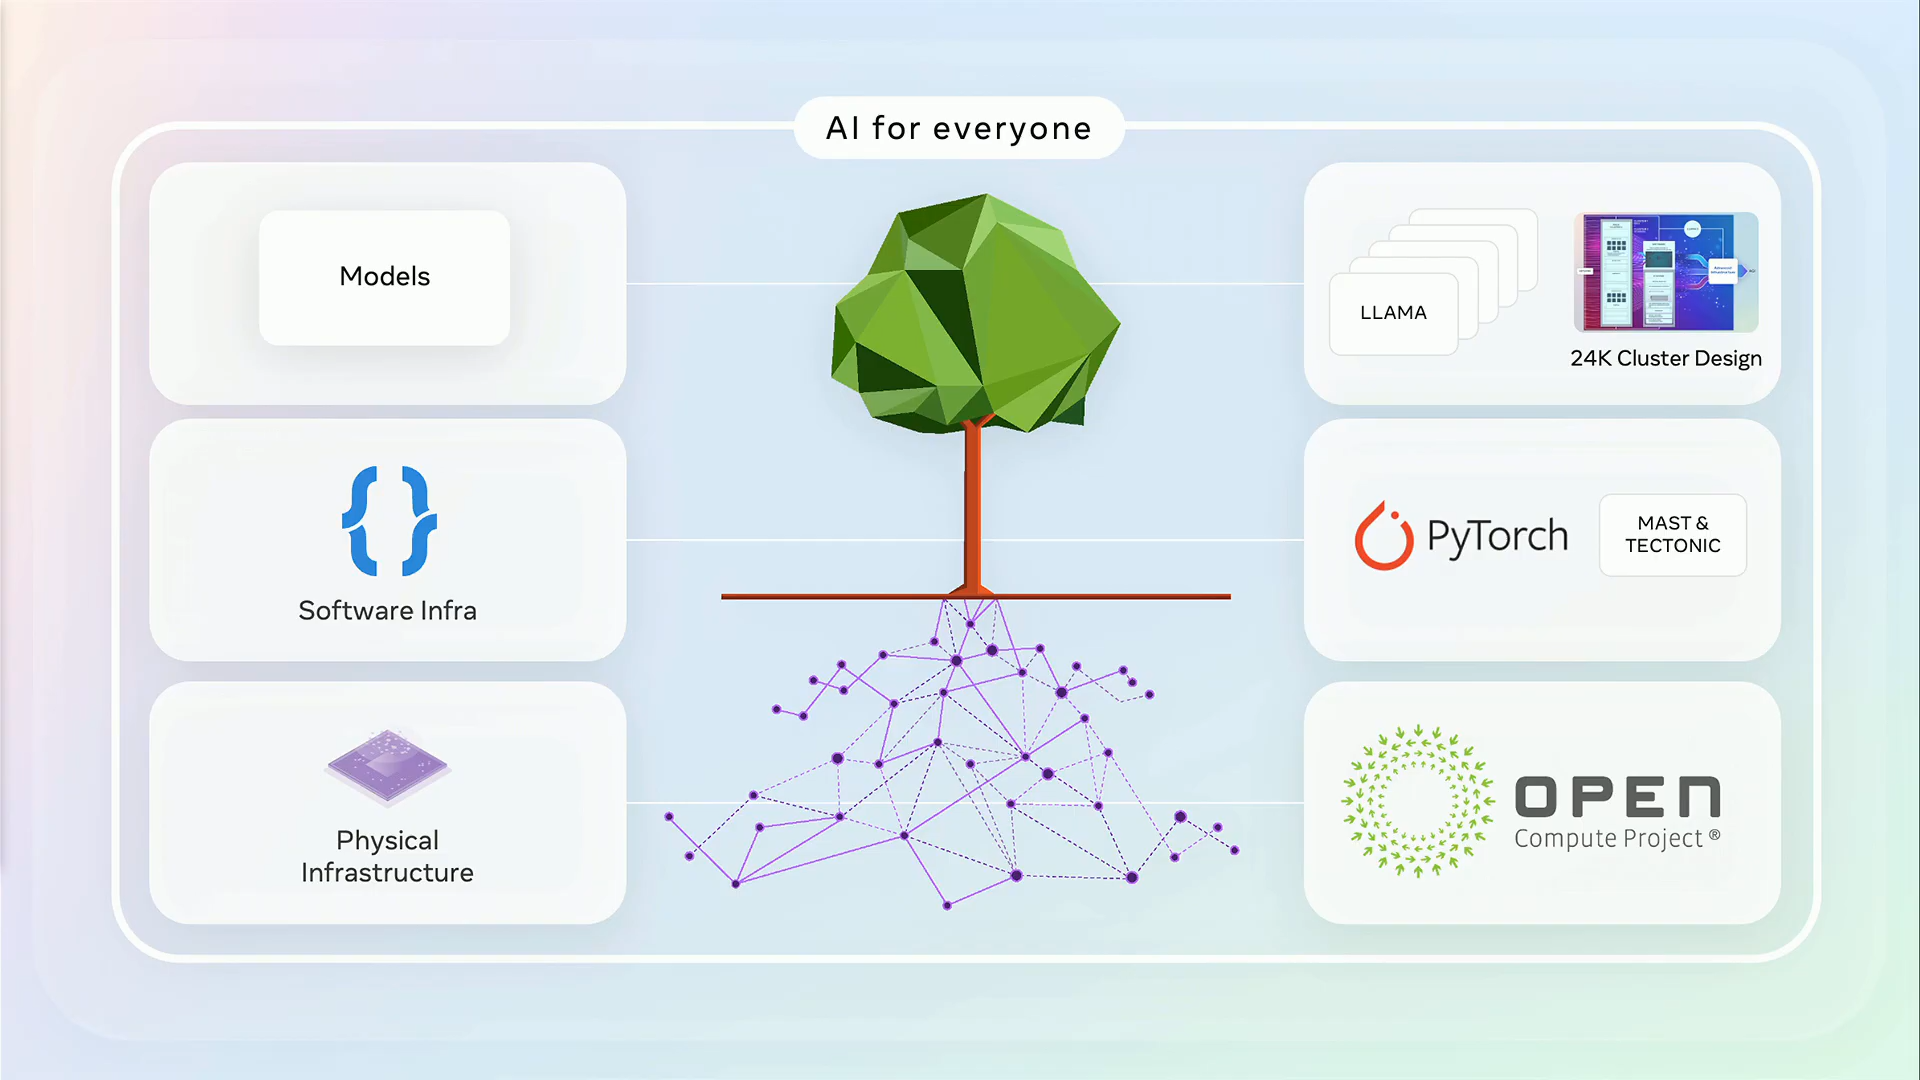 AI for everyone
Models
LLAMA
24K Cluster Design
Software Infra
PyTorch
MAST &
TECTONIC
Physical
Infrastructure
OPEN
Compute Project ®